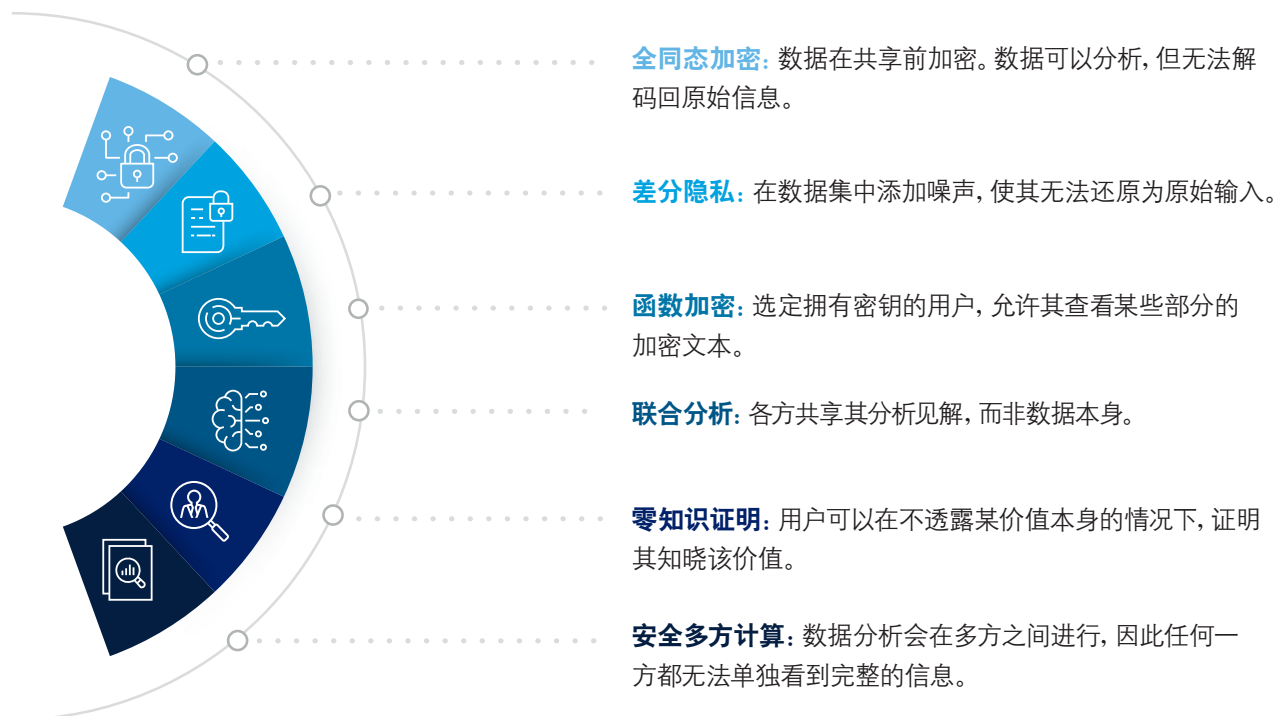 全同态加密：数据在共享前加密。数据可以分析，但无法解
码回原始信息。
差分隐私：在数据集中添加噪声，使其无法还原为原始输入。
函数加密：选定拥有密钥的用户，允许其查看某些部分的
加密文本。
联合分析：各方共享其分析见解，而非数据本身。
零知识证明：用户可以在不透露某价值本身的情况下，证明
其知晓该价值。
安全多方计算：数据分析会在多方之间进行，因此任何一
方都无法单独看到完整的信息。